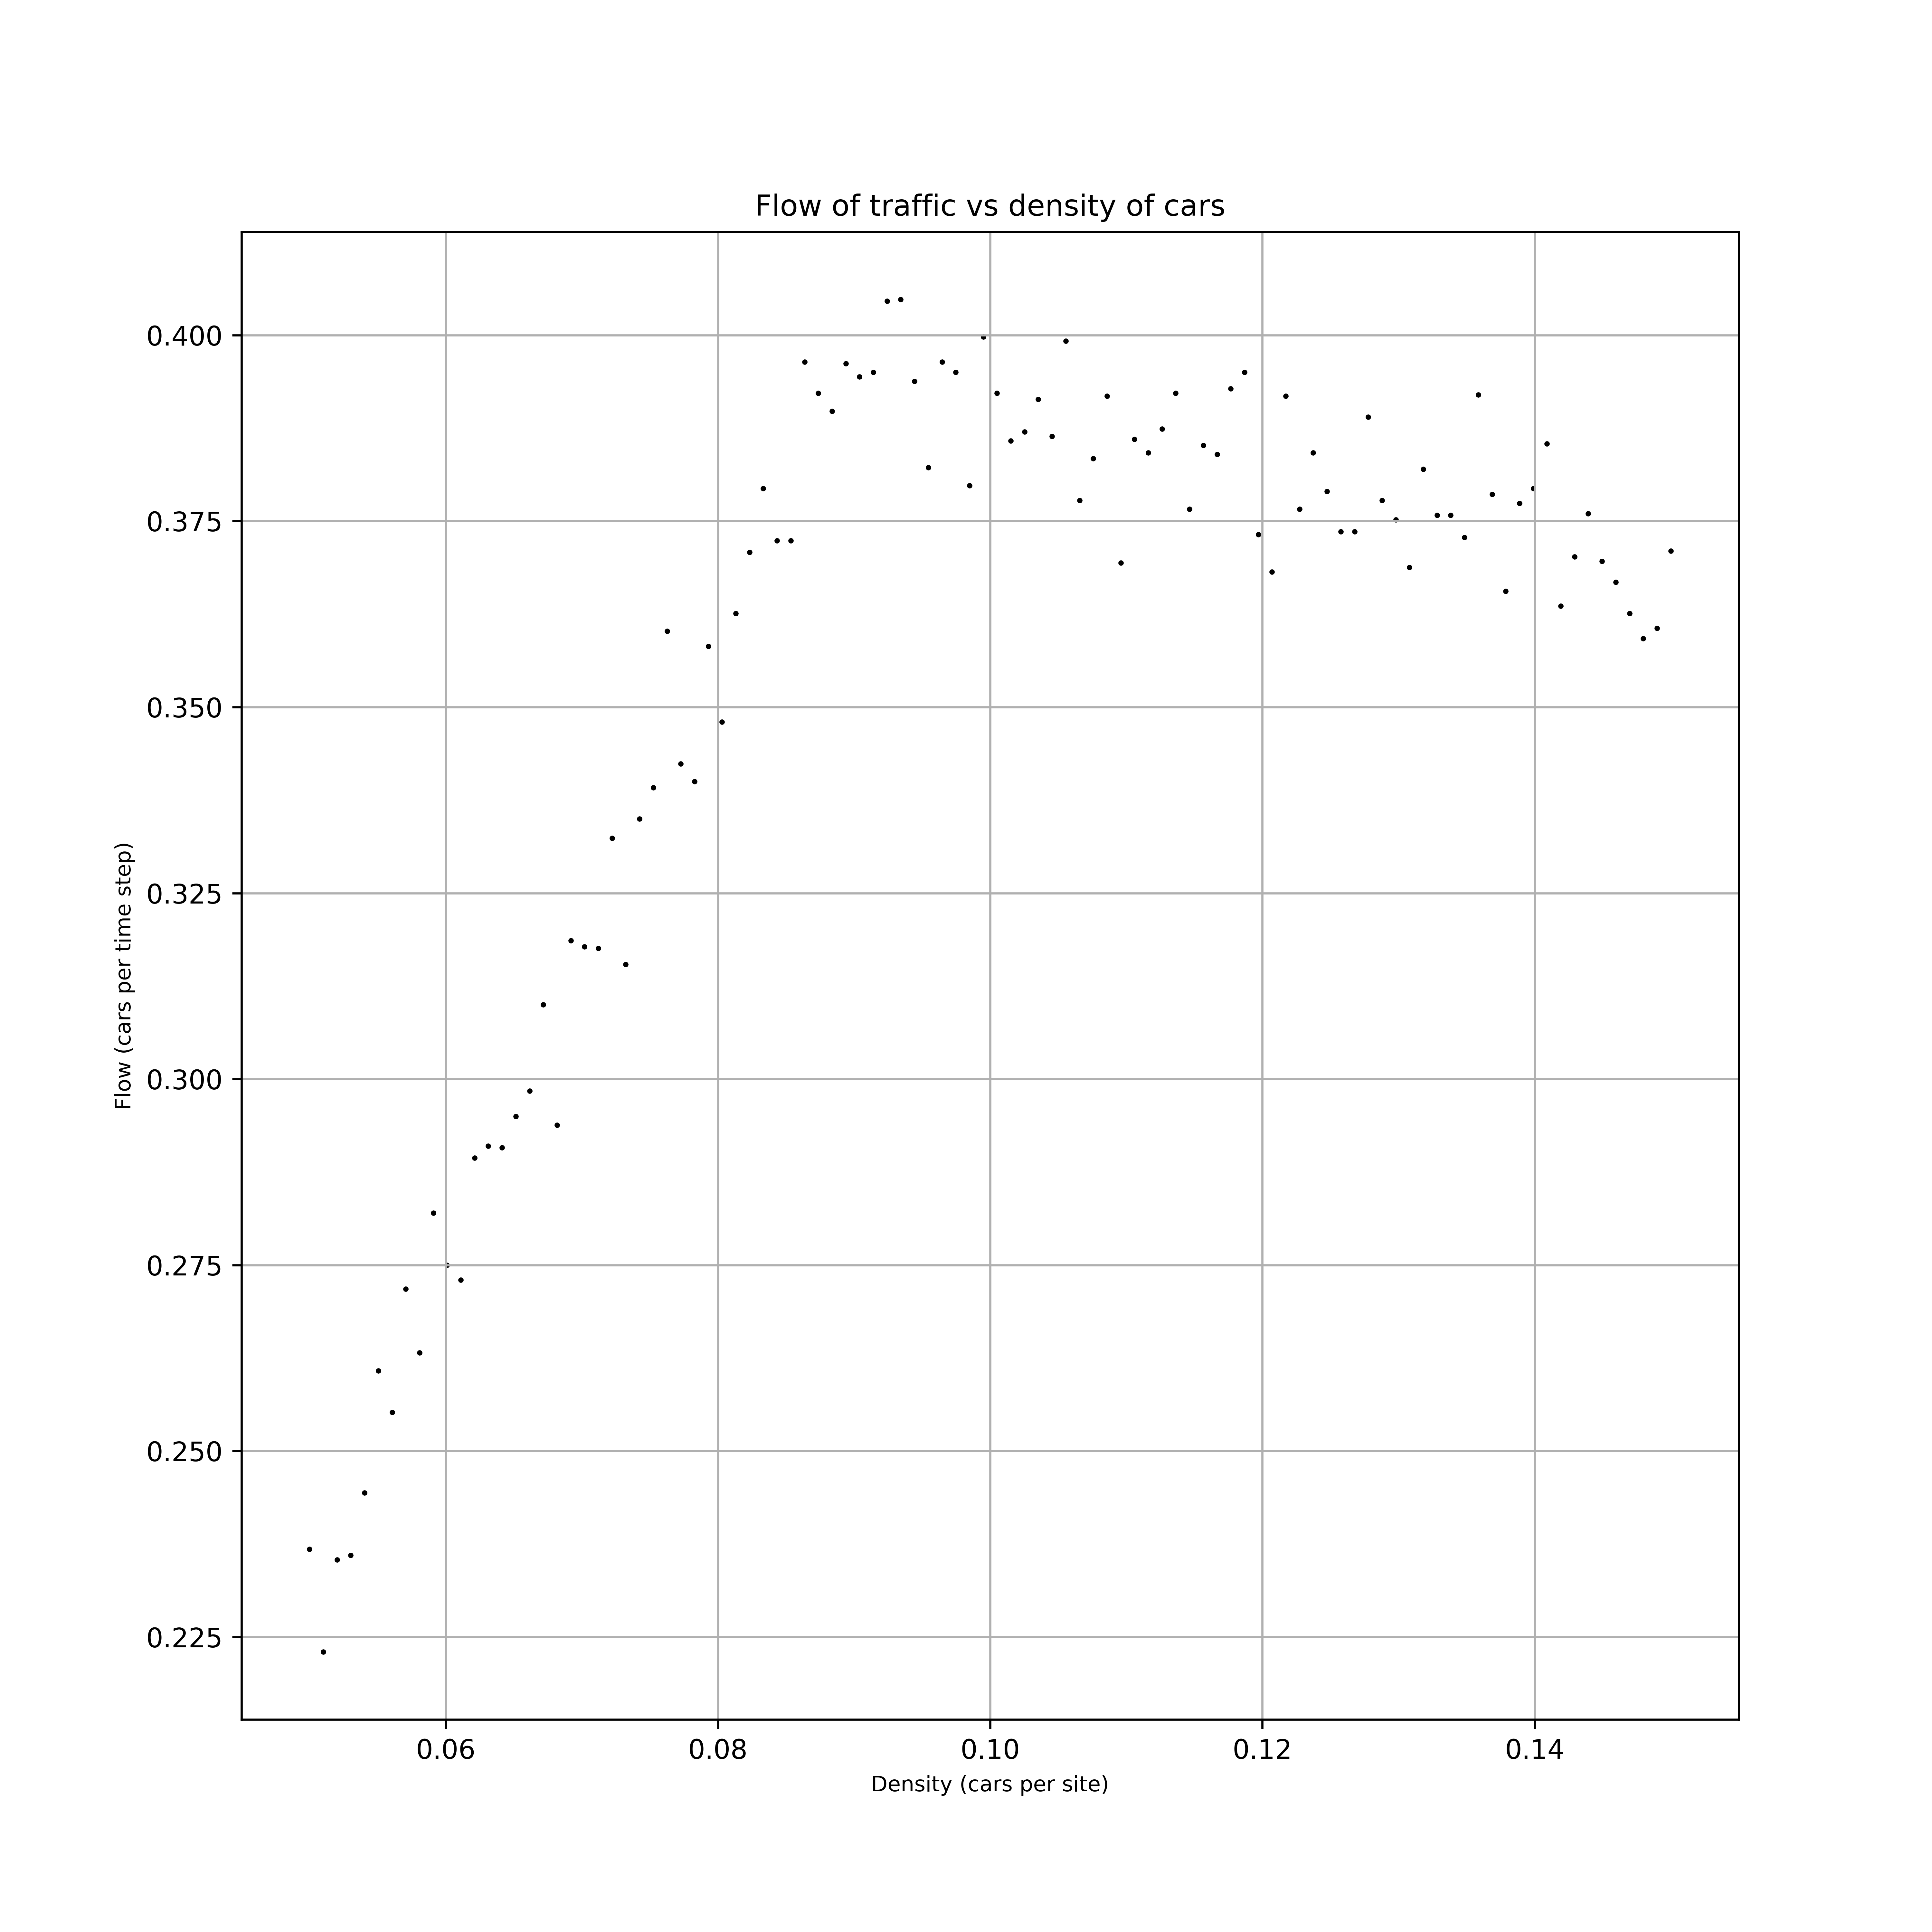 Flow of traffic vs density of cars
0.400
0.375
0.350
0.325
0.300
0.275
0.250
0.225
Flow (cars per time step)
0.06 0.08 0.10 0.12 0.14
Density (cars per site)